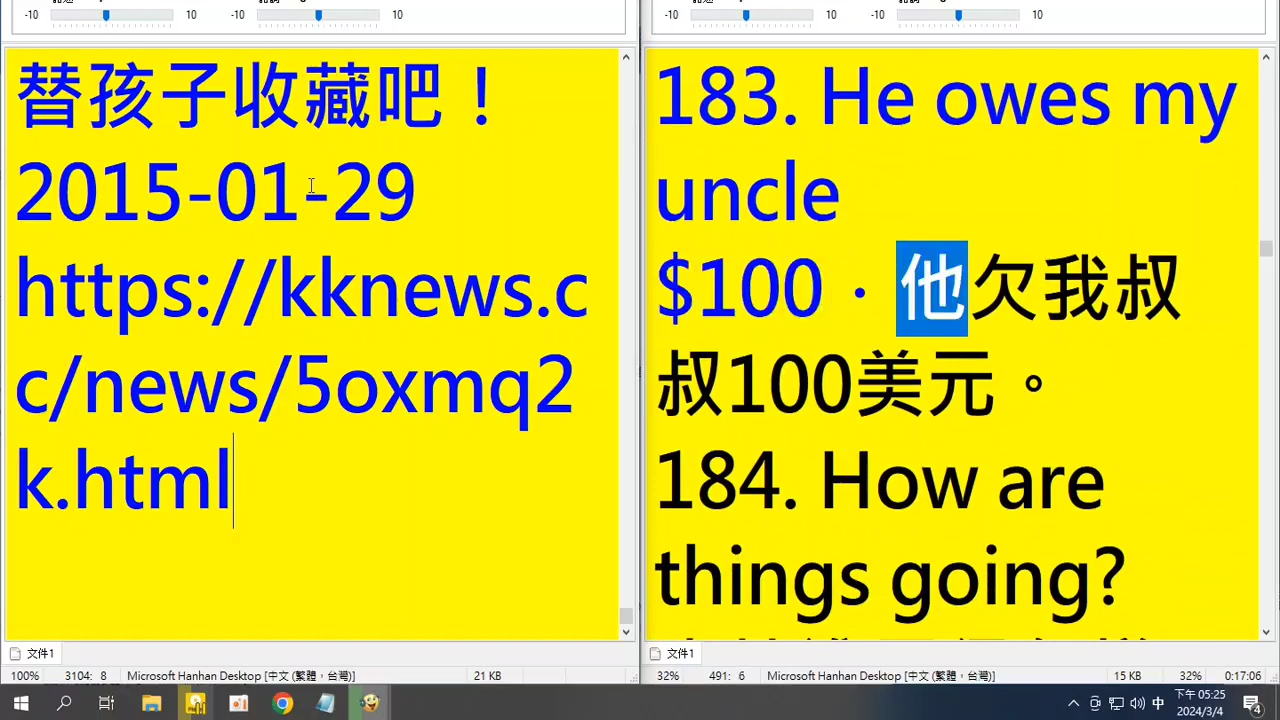 -10 10 -10 10
替孩子收藏吧！
2015-01-29
https://kknews.c
c/news/5oxmq2
k.html
文件1
100% 3104: 8 Microsoft Hanhan Desktop [中文 (繁體，台灣)] 21 KB
-10 10 -10 10
183. He owes my
uncle
$100．他欠我叔
叔100美元。
184. How are
things going?
文件1
32% 491: 6 Microsoft Hanhan Desktop [中文 (繁體，台灣)] 15 KB 32% 0:17:06
中 下午 05:25
2024/3/4
4